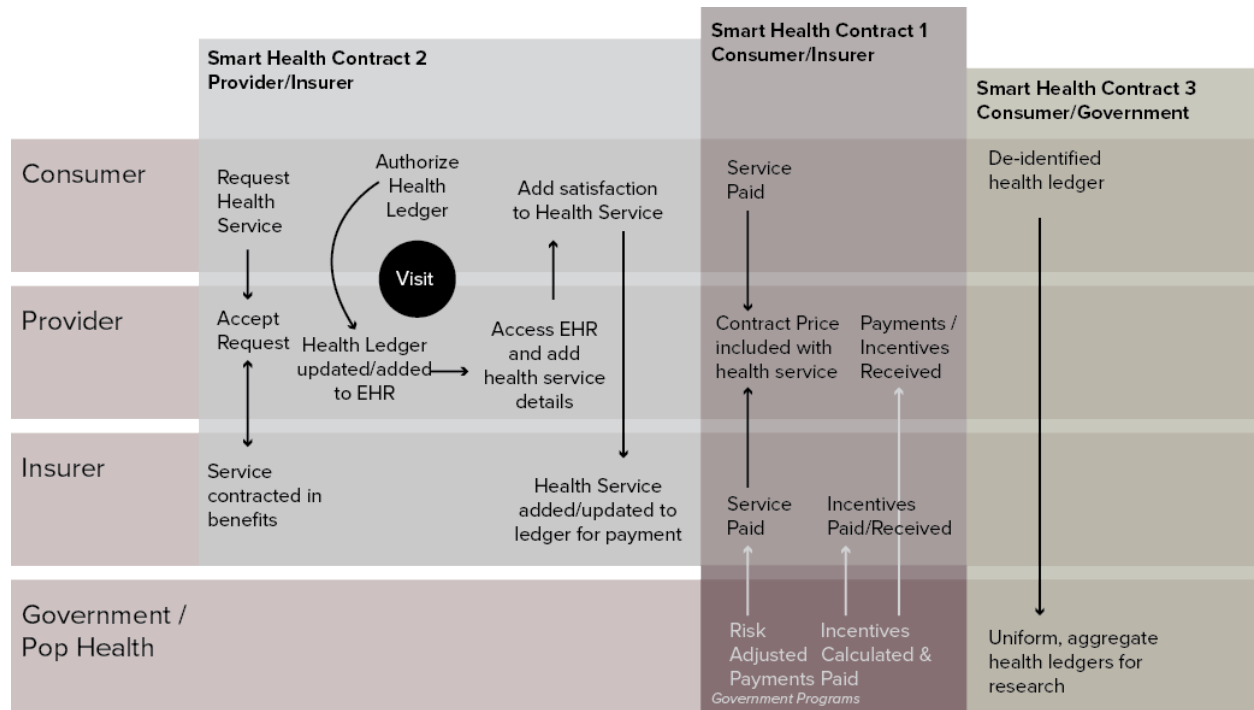 Smart Health Contract 2
Provider/Insurer
Smart Health Contract 1
Consumer/Insurer
Smart Health Contract 3
Consumer/Government
Consumer
Request
Health
Service
Authorize
Health
Ledger
Add satisfaction
to Health Service
Service
Paid
De-identified
health ledger
Visit
Provider
Accept
Request
Health Ledger
updated/added
to EHR
Access EHR
and add
health service
details
Contract Price
included with
health service
Payments /
Incentives
Received
Insurer
Service
contracted in
benefits
Health Service
added/updated to
ledger for payment
Service
Paid
Incentives
Paid/Received
Government /
Pop Health
Risk
Adjusted
Payments
Incentives
Calculated &
Paid
Government Programs
Uniform, aggregate
health ledgers for
research